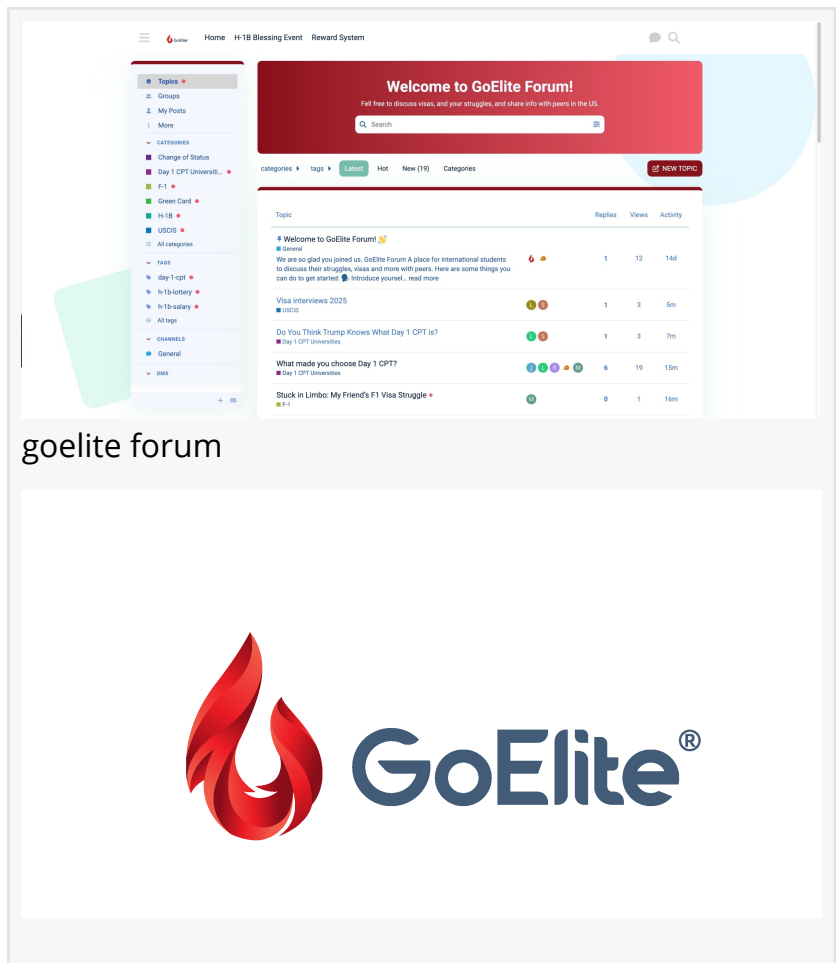 GoElite
Home H-1B Blessing Event Reward System
Topics
Groups
My Posts
More
CATEGORIES
Change of Status
Day 1 CPT Universiti...
F-1
Green Card
H-1B
USCIS
All categories
TAGS
day-1-cpt
h-1b-lottery
h-1b-salary
All tags
CHANNELS
General
DMS
Welcome to GoElite Forum!
Fell free to discuss visas, and your struggles, and share info with peers in the US.
Search
categories tags Latest Hot New (19) Categories NEW TOPIC
Topic Replies Views Activity
Welcome to GoElite Forum! 👋
General
We are so glad you joined us. GoElite Forum A place for international students
to discuss their struggles, visas and more with peers. Here are some things you
can do to get started: 🗣 Introduce yoursel... read more
1 12 14d
Visa interviews 2025
USCIS
L S 1 3 5m
Do You Think Trump Knows What Day 1 CPT is?
Day 1 CPT Universities
L S 1 3 7m
What made you choose Day 1 CPT?
Day 1 CPT Universities
J L R M 6 19 15m
Stuck in Limbo: My Friend's F1 Visa Struggle
F-1
M 0 1 16m
goelite forum
GoElite®